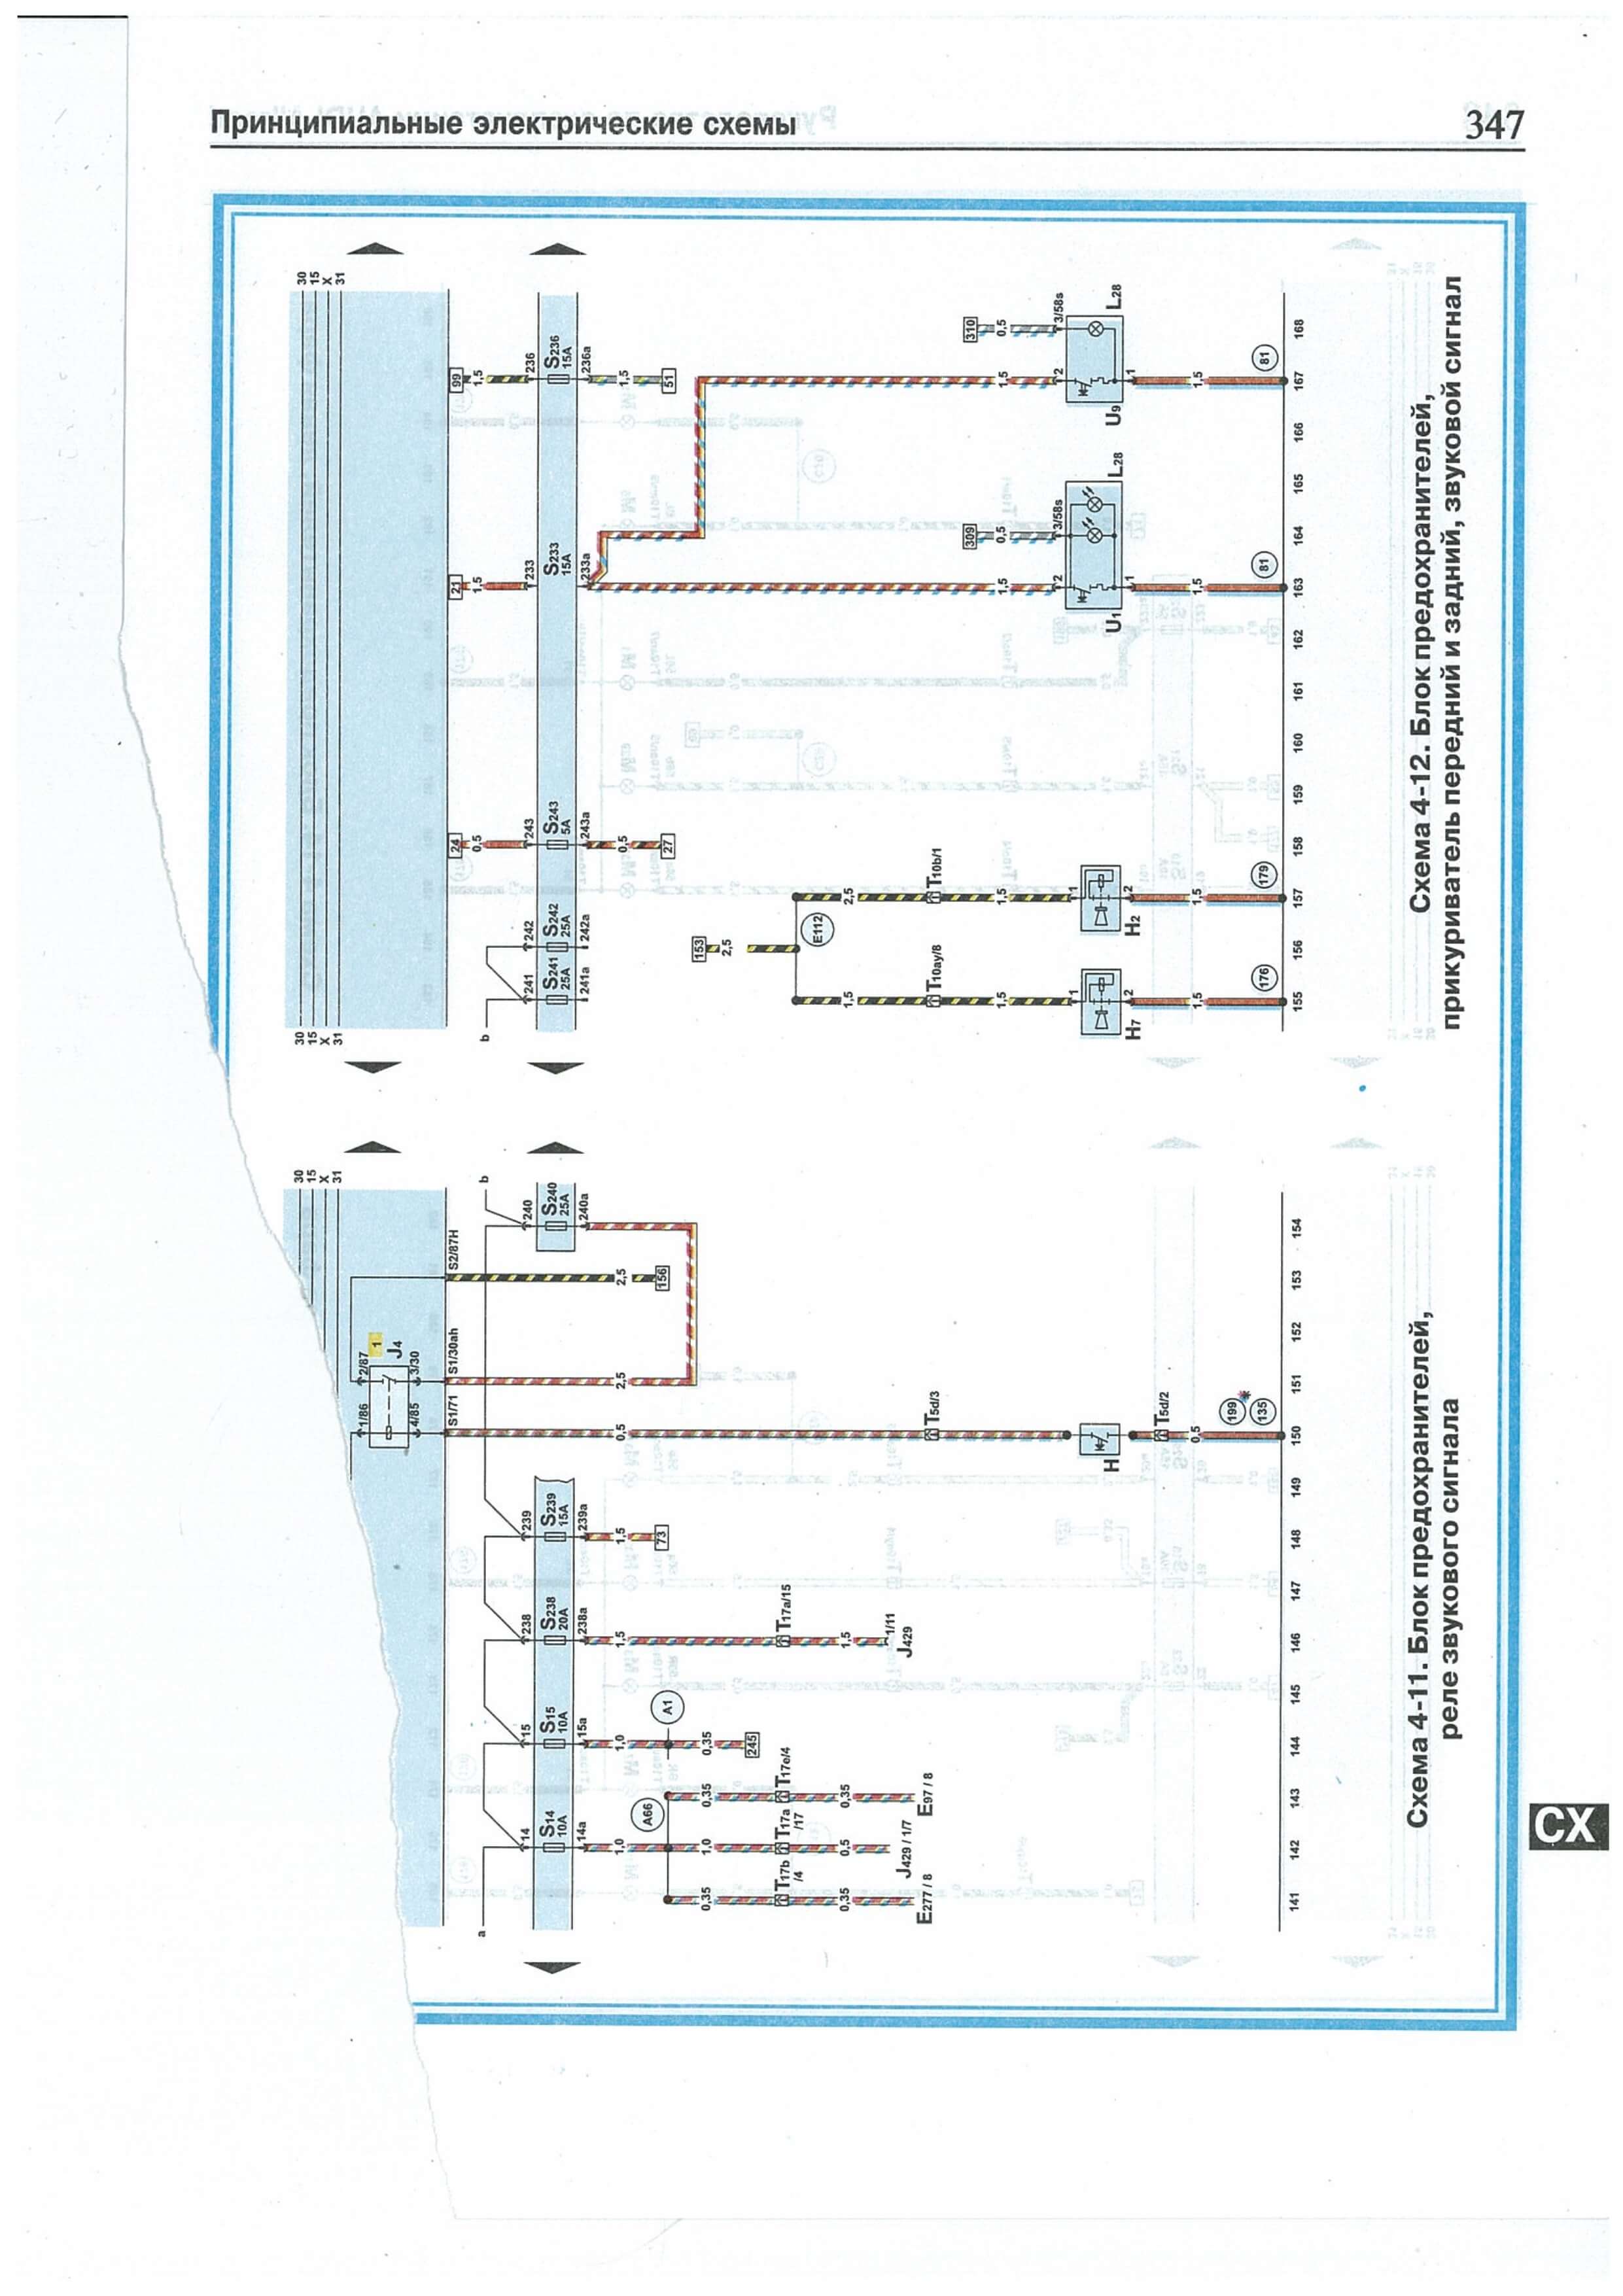 Принципиальные электрические схемы
347
30
15
X
31
30
15
X
31
99
1,5
236
S236
15A
236a
1,5
51
21
1,5
233
S233
15A
233a
24
0,5
243
S243
5A
243a
0,5
27
242
S242
25A
242a
241
S241
25A
241a
b
153
2,5
E112
2,5
T10b/1
1,5
1
H2
2
1,5
179
1,5
T10ay/8
1,5
1
H7
2
1,5
176
1,5
2
309
0,5
3/58s
L28
U1
1
1,5
81
1,5
2
310
0,5
3/58s
L28
U9
1
1,5
81
155
156
157
158
159
160
161
162
163
164
165
166
167
168
Схема 4-12. Блок предохранителей,
прикуриватель передний и задний, звуковой сигнал
30
15
X
31
1/86
2/87
1
J4
4/85
3/30
S1/71
S1/30ah
S2/87H
b
240
S240
25A
240a
2,5
156
2,5
0,5
T5d/3
H
T5d/2
0,5
199
*
135
239
S239
15A
239a
1,5
73
238
S238
20A
238a
1,5
T17a/15
1,5
1/11
J429
15
S15
10A
15a
1,0
A1
0,35
245
14
S14
10A
14a
1,0
A66
0,35
T17e/4
0,35
E97 / 8
1,0
T17a
/17
0,5
J429 / 1/7
0,35
T17b
/4
0,35
E277 / 8
a
141
142
143
144
145
146
147
148
149
150
151
152
153
154
Схема 4-11. Блок предохранителей,
реле звукового сигнала
СХ